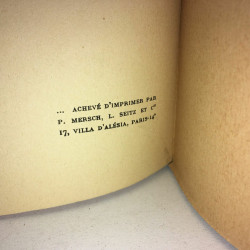 ... ACHEVÉ D'IMPRIMER PAR
P. MERSCH, L. SEITZ ET Cie
17, VILLA D'ALÉSIA, PARIS-14e